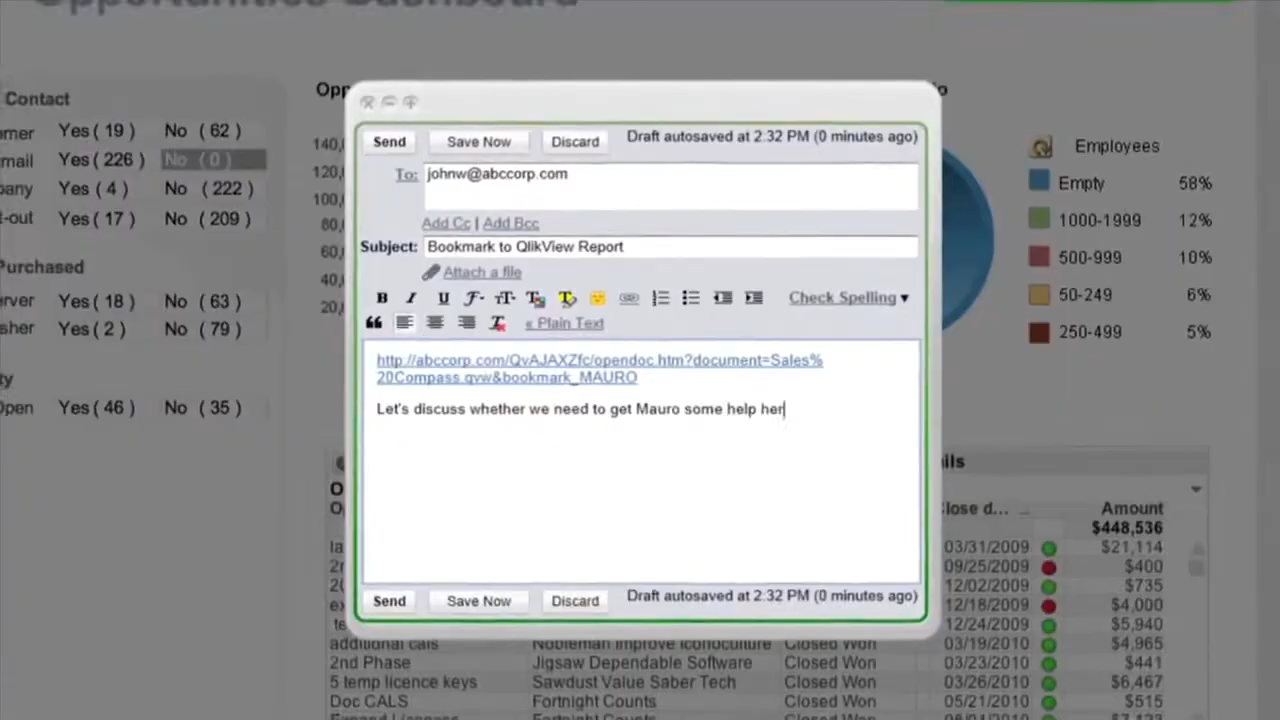 Opportunities Dashboard
Contact
Yes ( 19 ) No ( 62 )
Yes ( 226 ) No ( 0 )
Yes ( 4 ) No ( 222 )
Yes ( 17 ) No ( 209 )
Purchased
Yes ( 18 ) No ( 63 )
Yes ( 2 ) No ( 79 )
Open Yes ( 46 ) No ( 35 )
Send Save Now Discard Draft autosaved at 2:32 PM (0 minutes ago)
To: johnw@abccorp.com
Add Cc | Add Bcc
Subject: Bookmark to QlikView Report
Attach a file
Check Spelling
« Plain Text
http://abccorp.com/QvAJAXZfc/opendoc.htm?document=Sales%
20Compass.qvw&bookmark_MAURO
Let's discuss whether we need to get Mauro some help her
Send Save Now Discard Draft autosaved at 2:32 PM (0 minutes ago)
Employees
Empty 58%
1000-1999 12%
500-999 10%
50-249 6%
250-499 5%
Close d... Amount
$448,536
03/31/2009 $21,114
09/25/2009 $400
12/02/2009 $735
12/18/2009 $4,000
12/24/2009 $5,940
additional cals Nobleman Improve Iconoculture Closed Won 03/19/2010 $4,965
2nd Phase Jigsaw Dependable Software Closed Won 03/23/2010 $441
5 temp licence keys Sawdust Value Saber Tech Closed Won 03/26/2010 $6,467
Doc CALS Fortnight Counts Closed Won 05/21/2010 $515